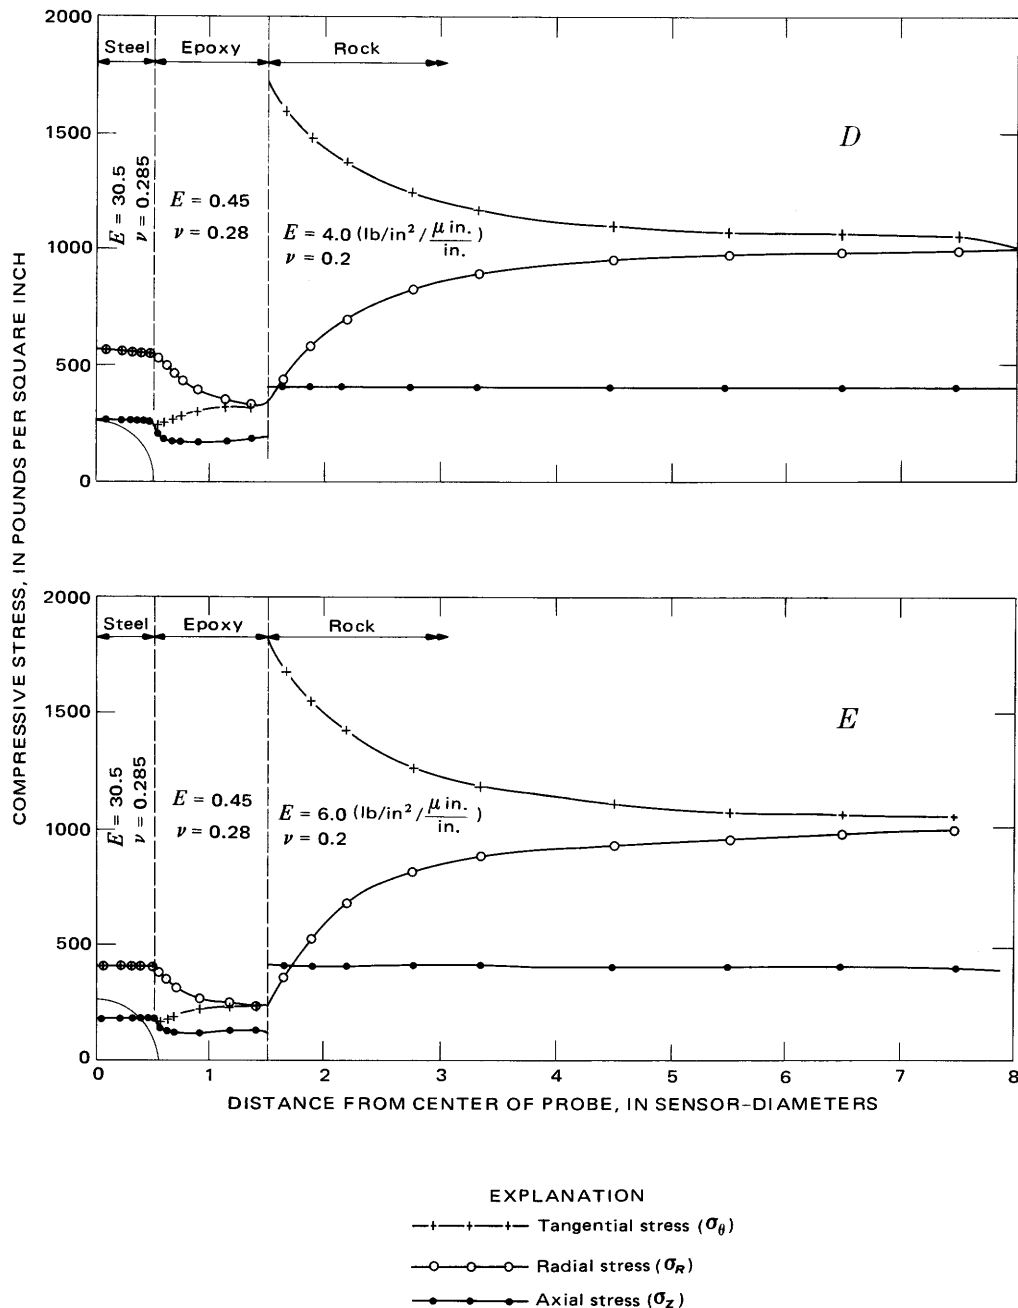 COMPRESSIVE STRESS, IN POUNDS PER SQUARE INCH
2000
1500
1000
500
0
Steel
Epoxy
Rock
E = 30.5
ν = 0.285
E = 0.45
ν = 0.28
E = 4.0 (lb/in²/μ in./in.)
ν = 0.2
D
2000
1500
1000
500
0
Steel
Epoxy
Rock
E = 30.5
ν = 0.285
E = 0.45
ν = 0.28
E = 6.0 (lb/in²/μ in./in.)
ν = 0.2
E
0 1 2 3 4 5 6 7 8
DISTANCE FROM CENTER OF PROBE, IN SENSOR-DIAMETERS
EXPLANATION
Tangential stress (σθ)
Radial stress (σR)
Axial stress (σZ)